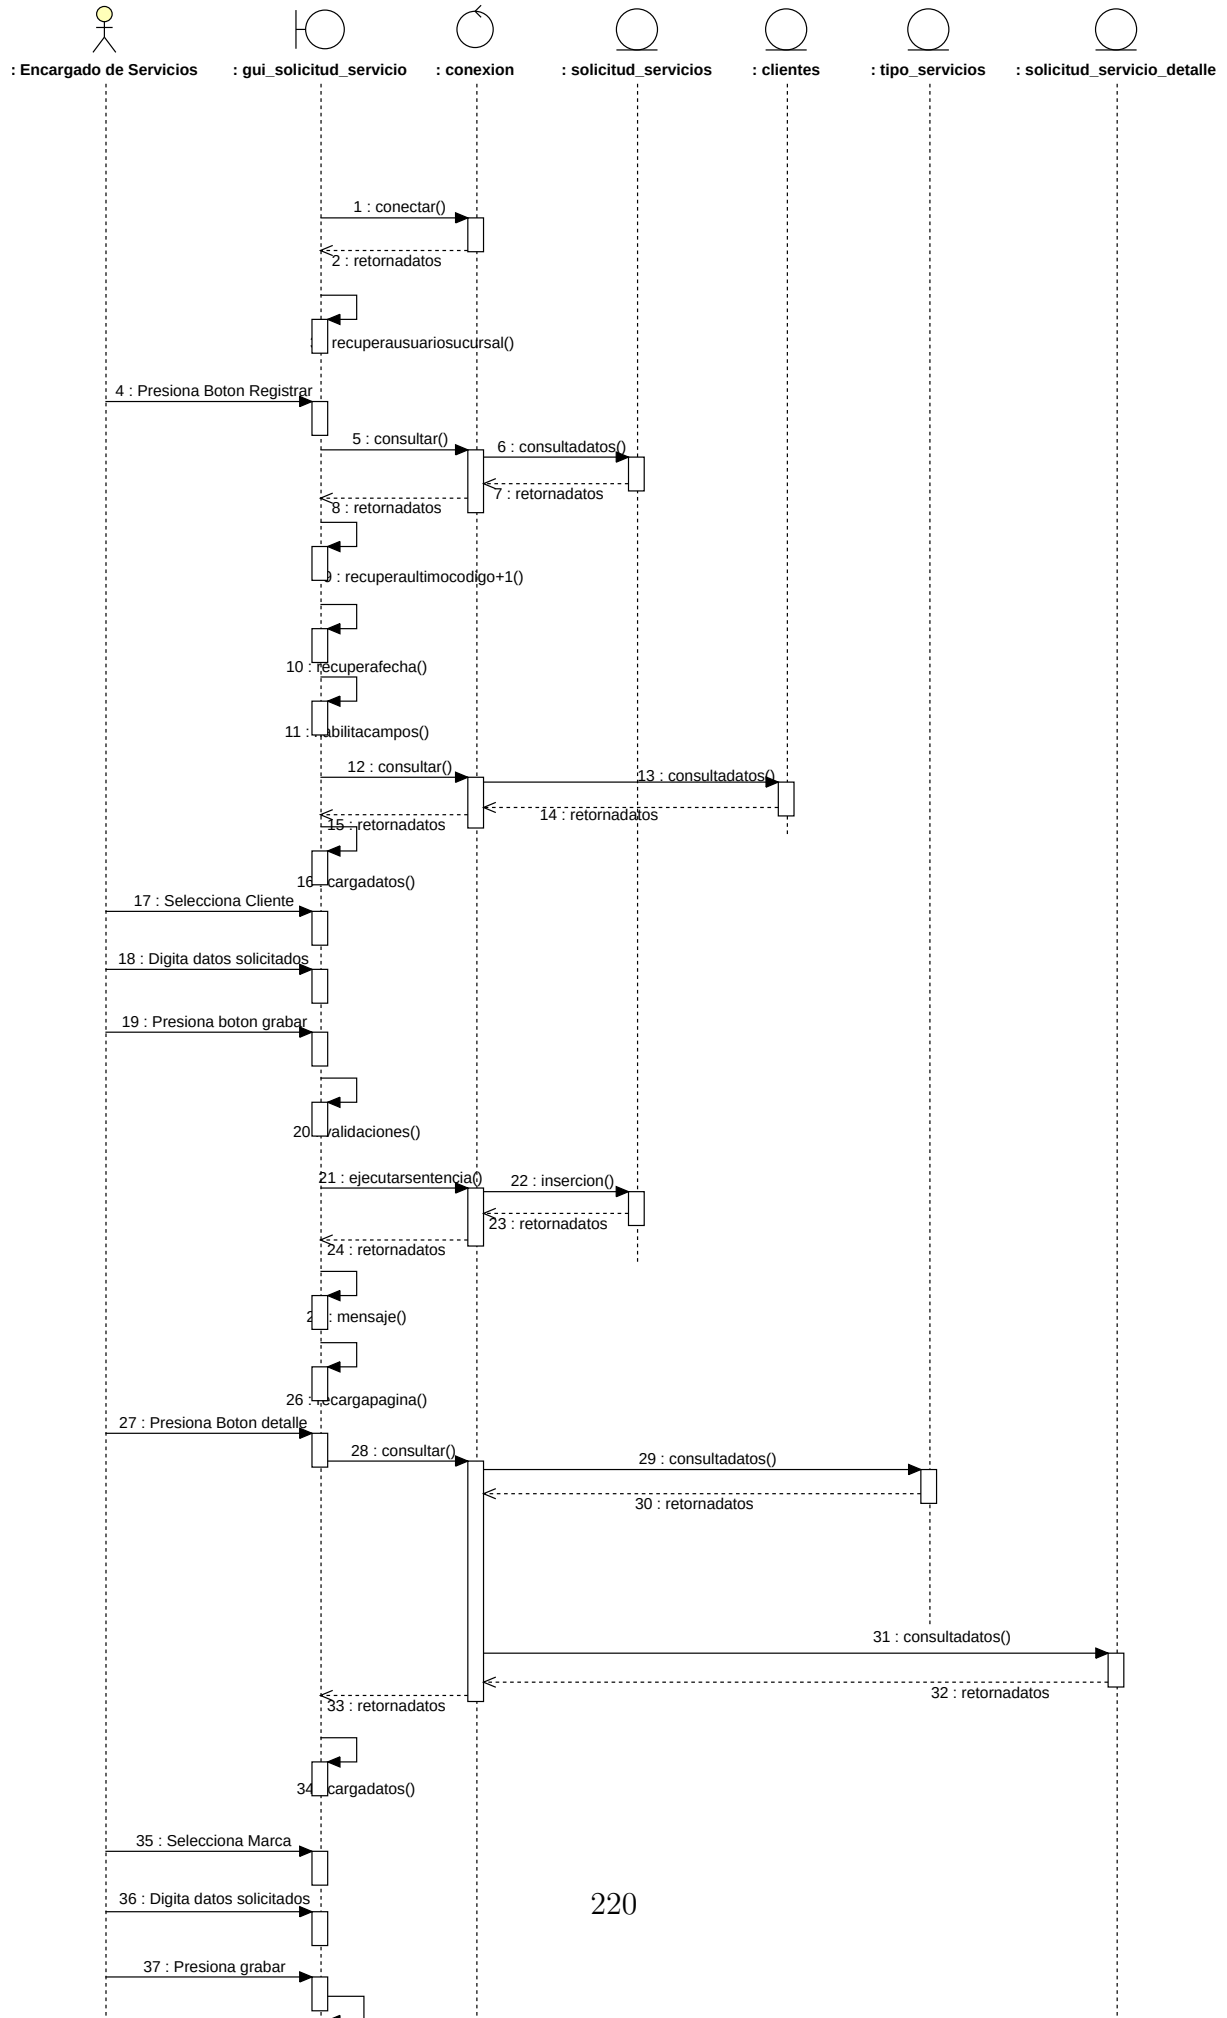 : Encargado de Servicios
: gui_solicitud_servicio
: conexion
: solicitud_servicios
: clientes
: tipo_servicios
: solicitud_servicio_detalle
1 : conectar()
2 : retornadatos
recuperausuariosucursal()
4 : Presiona Boton Registrar
5 : consultar()
6 : consultadatos()
7 : retornadatos
8 : retornadatos
9 : recuperaultimocodigo+1()
10 : recuperafecha()
11 : habilitacampos()
12 : consultar()
13 : consultadatos()
14 : retornadatos
15 : retornadatos
16 : cargadatos()
17 : Selecciona Cliente
18 : Digita datos solicitados
19 : Presiona boton grabar
20 : validaciones()
21 : ejecutarsentencia()
22 : insercion()
23 : retornadatos
24 : retornadatos
: mensaje()
26 : recargapagina()
27 : Presiona Boton detalle
28 : consultar()
29 : consultadatos()
30 : retornadatos
31 : consultadatos()
32 : retornadatos
33 : retornadatos
34 : cargadatos()
35 : Selecciona Marca
36 : Digita datos solicitados
220
37 : Presiona grabar